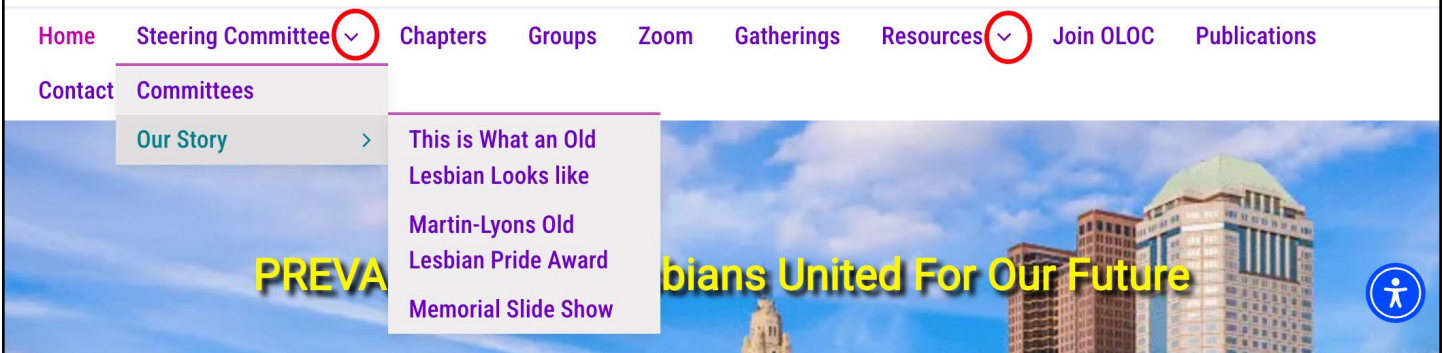 Home Steering Committee Chapters Groups Zoom Gatherings Resources Join OLOC Publications
Contact Committees
Our Story
This is What an Old
Lesbian Looks like
Martin-Lyons Old
Lesbian Pride Award
Memorial Slide Show
PREVA bians United For Our Future